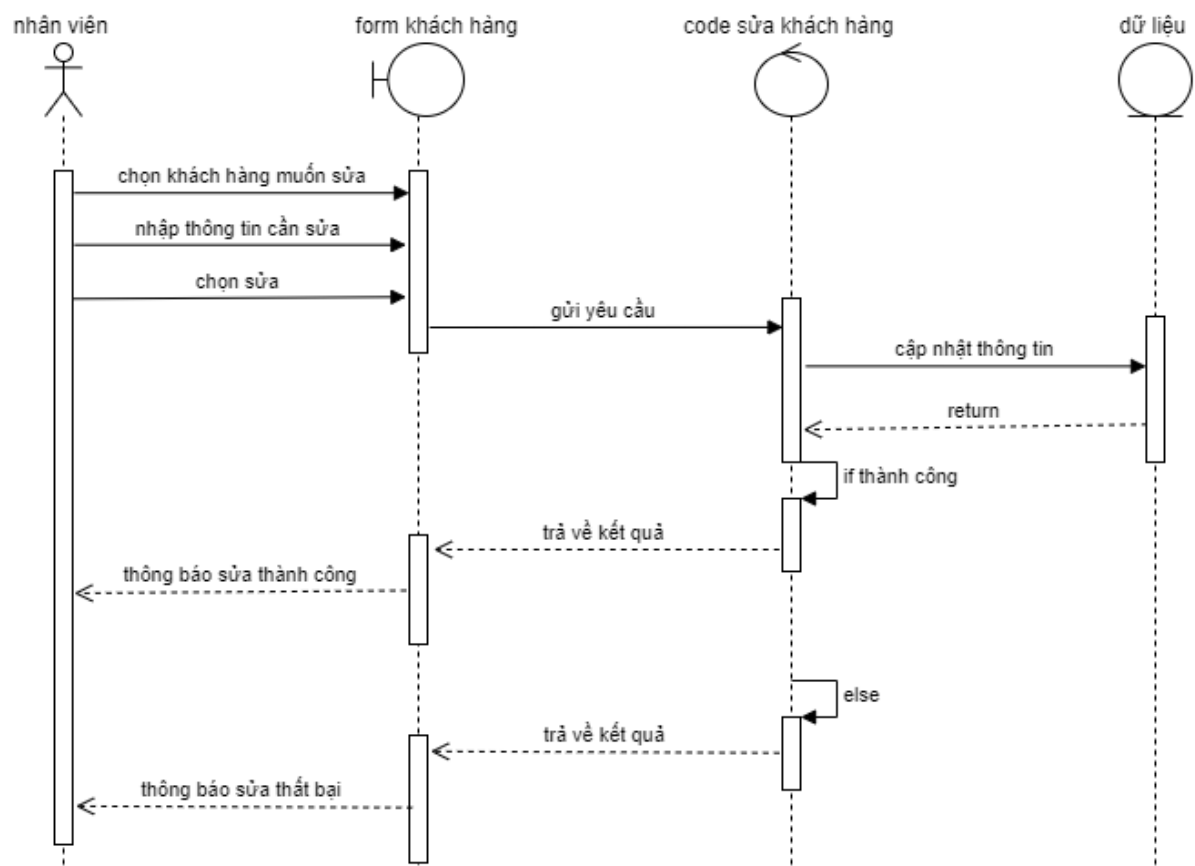 nhân viên
form khách hàng
code sửa khách hàng
dữ liệu
chọn khách hàng muốn sửa
nhập thông tin cần sửa
chọn sửa
gửi yêu cầu
cập nhật thông tin
return
if thành công
trả về kết quả
thông báo sửa thành công
else
trả về kết quả
thông báo sửa thất bại